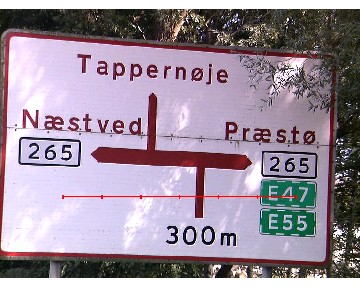 Tappernøje
Næstved Præstø
265 265
E47
E55
300m